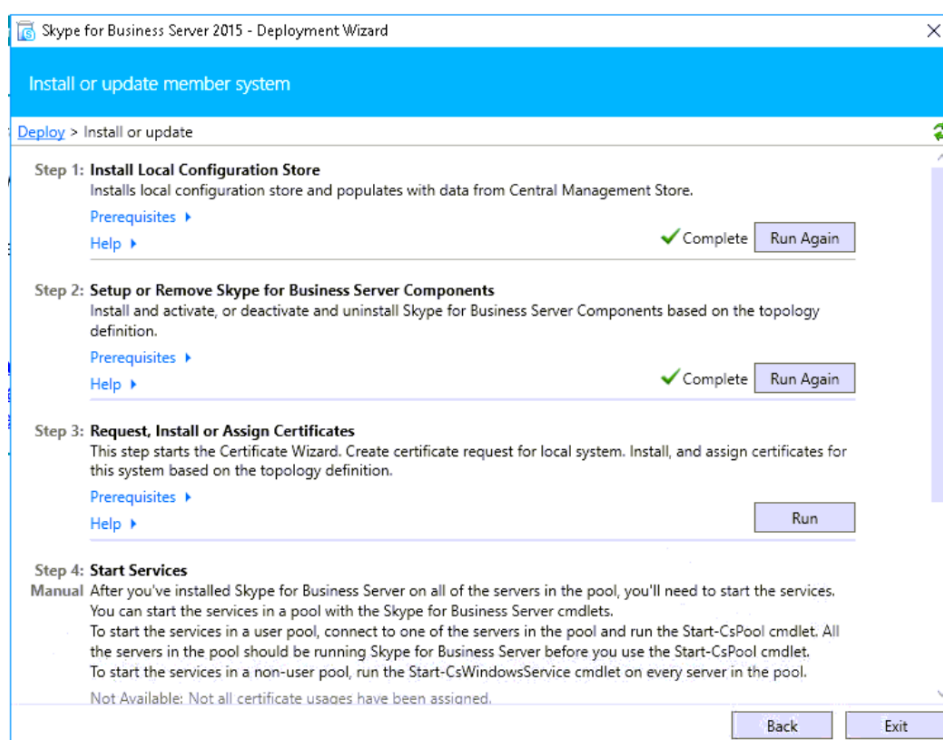 Skype for Business Server 2015 - Deployment Wizard
Install or update member system
Deploy > Install or update
Step 1: Install Local Configuration Store
Installs local configuration store and populates with data from Central Management Store.
Prerequisites
Help
Complete Run Again
Step 2: Setup or Remove Skype for Business Server Components
Install and activate, or deactivate and uninstall Skype for Business Server Components based on the topology
definition.
Prerequisites
Help
Complete Run Again
Step 3: Request, Install or Assign Certificates
This step starts the Certificate Wizard. Create certificate request for local system. Install, and assign certificates for
this system based on the topology definition.
Prerequisites
Help
Run
Step 4: Start Services
Manual After you've installed Skype for Business Server on all of the servers in the pool, you'll need to start the services.
You can start the services in a pool with the Skype for Business Server cmdlets.
To start the services in a user pool, connect to one of the servers in the pool and run the Start-CsPool cmdlet. All
the servers in the pool should be running Skype for Business Server before you use the Start-CsPool cmdlet.
To start the services in a non-user pool, run the Start-CsWindowsService cmdlet on every server in the pool.
Not Available: Not all certificate usages have been assigned.
Back Exit